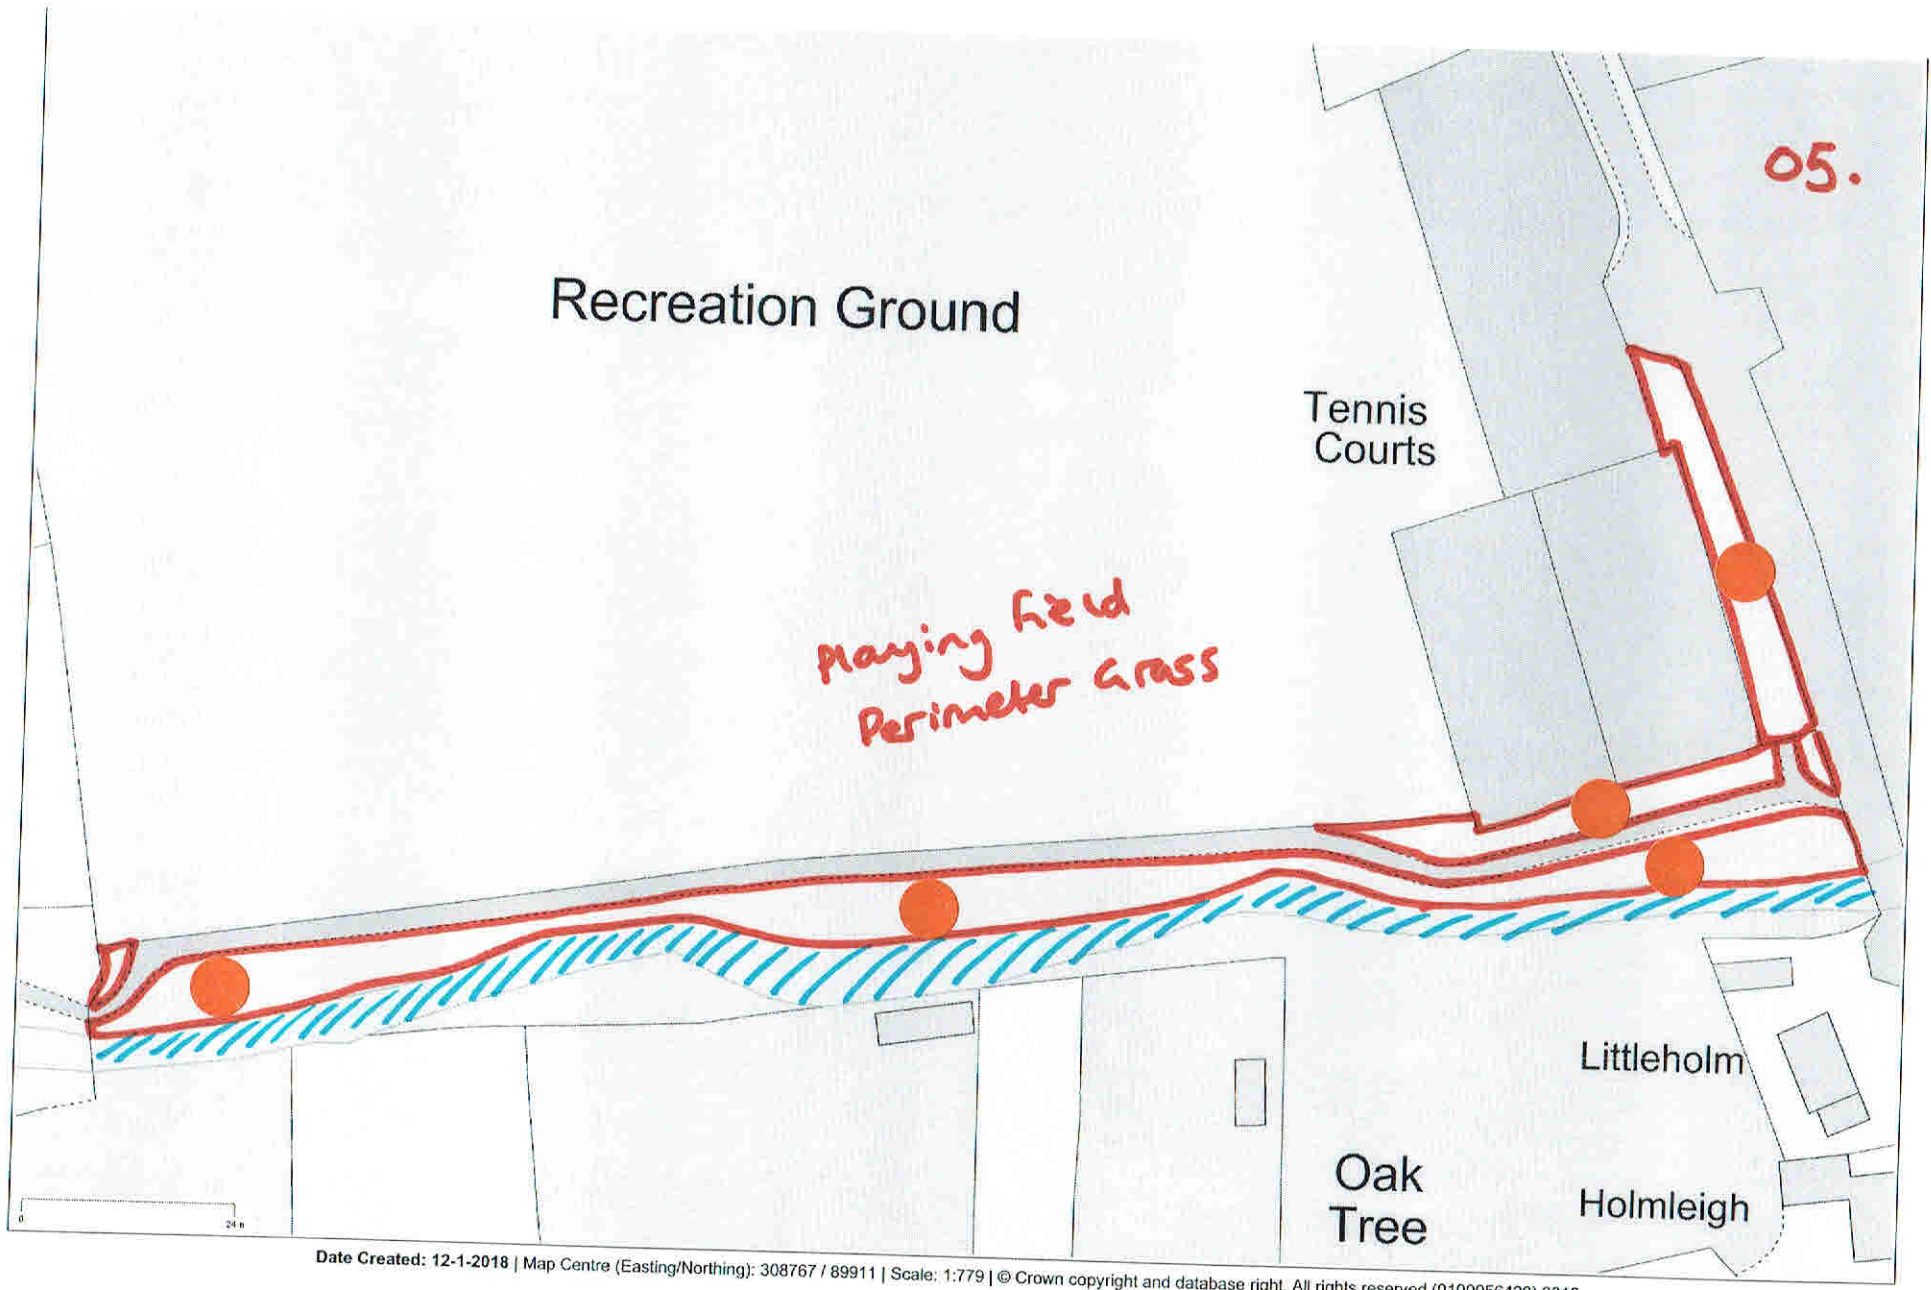 05.
Recreation Ground
Tennis
Courts
Playing field
Perimeter Grass
Littleholm
Oak
Tree
Holmleigh
0
24 m
Date Created: 12-1-2018 | Map Centre (Easting/Northing): 308767 / 89911 | Scale: 1:779 | © Crown copyright and database right. All rights reserved